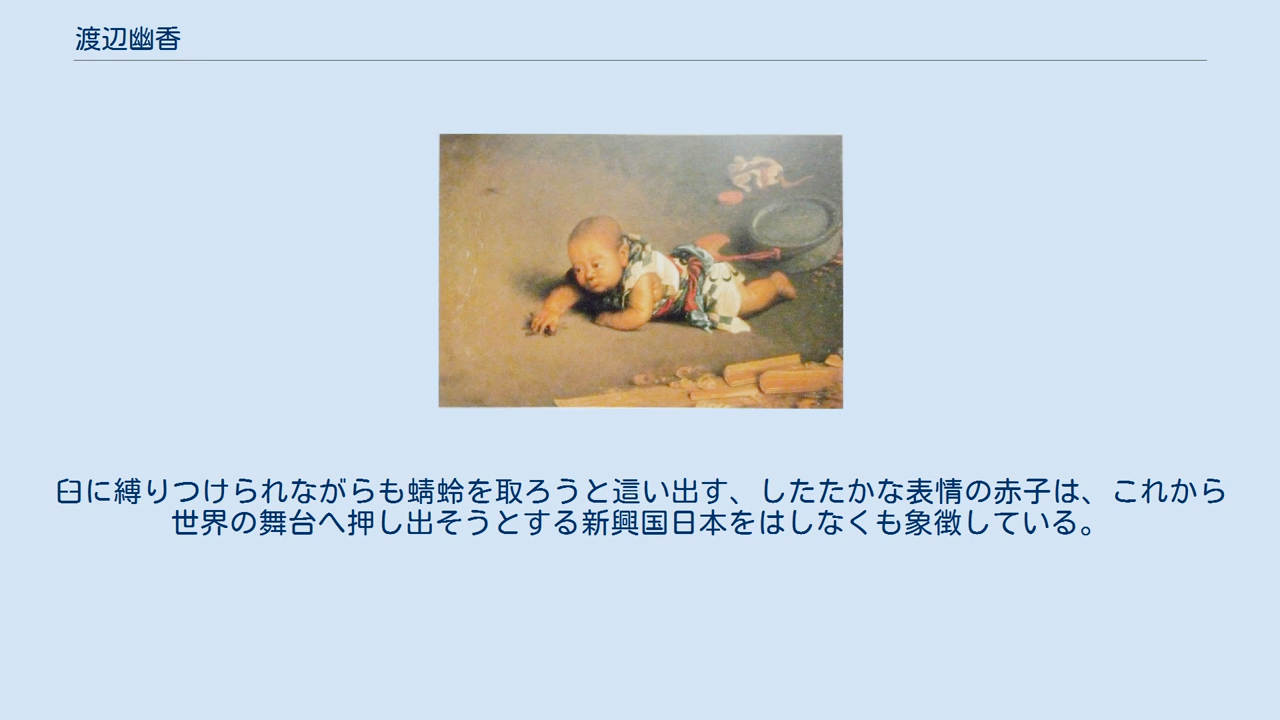 渡辺幽香
臼に縛りつけられながらも蜻蛉を取ろうと這い出す、したたかな表情の赤子は、これから
世界の舞台へ押し出そうとする新興国日本をはしなくも象徴している。